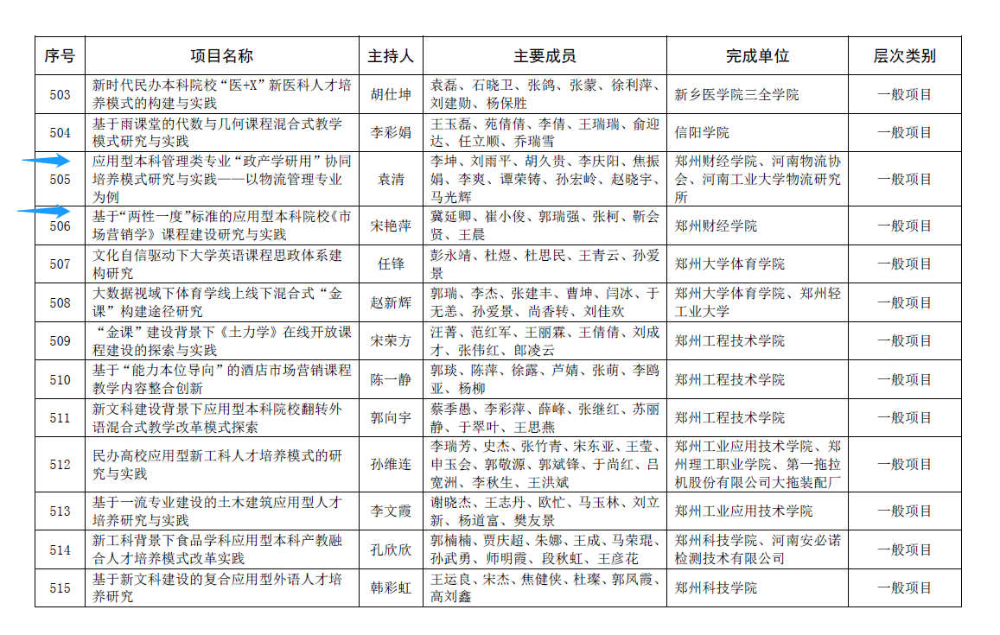 序号 项目名称 主持人 主要成员 完成单位 层次类别
503 新时代民办本科院校“医+X”新医科人才培 胡仕坤 袁磊、石晓卫、张鸽、张蒙、徐利萍、 新乡医学院三全学院 一般项目
养模式的构建与实践 刘建勋、杨保胜
504 基于雨课堂的代数与几何课程混合式教学 李彩娟 王玉磊、苑倩倩、李倩、王瑞瑞、俞迎 信阳学院 一般项目
模式研究与实践 达、任立顺、乔瑞雪
应用型本科管理类专业“政产学研用”协同 李坤、刘雨平、胡久贵、李庆阳、焦振 郑州财经学院、河南物流协
505 培养模式研究与实践——以物流管理专业 袁清 娟、李爽、谭荣铸、孙宏岭、赵晓宇、 会、河南工业大学物流研究 一般项目
为例 马光辉 所
506 基于“两性一度”标准的应用型本科院校《市 宋艳萍 冀延卿、崔小俊、郭瑞强、张柯、靳会 郑州财经学院 一般项目
场营销学》课程建设研究与实践 贤、王晨
507 文化自信驱动下大学英语课程思政体系建 任锋 彭永靖、杜煜、杜思民、王青云、孙爱 郑州大学体育学院 一般项目
构研究 景
508 大数据视域下体育学线上线下混合式“金 赵新辉 郭瑞、李杰、张建丰、曹坤、闫冰、于 郑州大学体育学院、郑州轻 一般项目
课”构建途径研究 无恙、孙爱景、尚香转、刘佳欢 工业大学
509 “金课”建设背景下《土力学》在线开放课 宋荣方 汪菁、范红军、王丽霖、王倩倩、刘成 郑州工程技术学院 一般项目
程建设的探索与实践 才、张伟红、郎凌云
510 基于“能力本位导向”的酒店市场营销课程 陈一静 郭琰、陈萍、徐露、芦婧、张萌、李鸥 郑州工程技术学院 一般项目
教学内容整合创新 亚、杨柳
511 新文科建设背景下应用型本科院校翻转外 郭向宇 蔡季愚、李彩萍、薛峰、张继红、苏丽 郑州工程技术学院 一般项目
语混合式教学改革模式探索 静、于翠叶、王思燕
512 民办高校应用型新工科人才培养模式的研 孙维连 李瑞芳、史杰、张竹青、宋东亚、王莹、 郑州工业应用技术学院、郑 一般项目
究与实践 申玉会、郭敬源、郭斌锋、于尚红、吕 州理工职业学院、第一拖拉
宽洲、李秋生、王洪斌 机股份有限公司大拖装配厂
513 基于一流专业建设的土木建筑应用型人才 李文霞 谢晓杰、王志丹、欧忙、马玉林、刘立 郑州工业应用技术学院 一般项目
培养研究与实践 新、杨道富、樊友景
514 新工科背景下食品学科应用型本科产教融 孔欣欣 郭楠楠、贾庆超、朱娜、王成、马荣琨、 郑州科技学院、河南安必诺 一般项目
合人才培养模式改革实践 孙武勇、师明霞、段秋虹、王彦花 检测技术有限公司
515 基于新文科建设的复合应用型外语人才培 韩彩虹 王运良、宋杰、焦健侠、杜璨、郭凤霞、 郑州科技学院 一般项目
养研究 高刘鑫